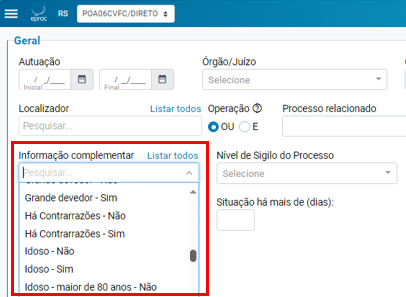 eproc RS POA06CVFC/DIRETO
Geral
Autuação Órgão/Juízo
__/__/____ __/__/____ Selecione
Inicial Final
Localizador Listar todos Operação Processo relacionado
Pesquisar... OU E
Informação complementar Listar todos Nível de Sigilo do Processo
Pesquisar... Selecione
Grande devedor - Não
Grande devedor - Sim Situação há mais de (dias):
Há Contrarrazões - Não
Há Contrarrazões - Sim
Idoso - Não
Idoso - Sim
Idoso - maior de 80 anos - Não